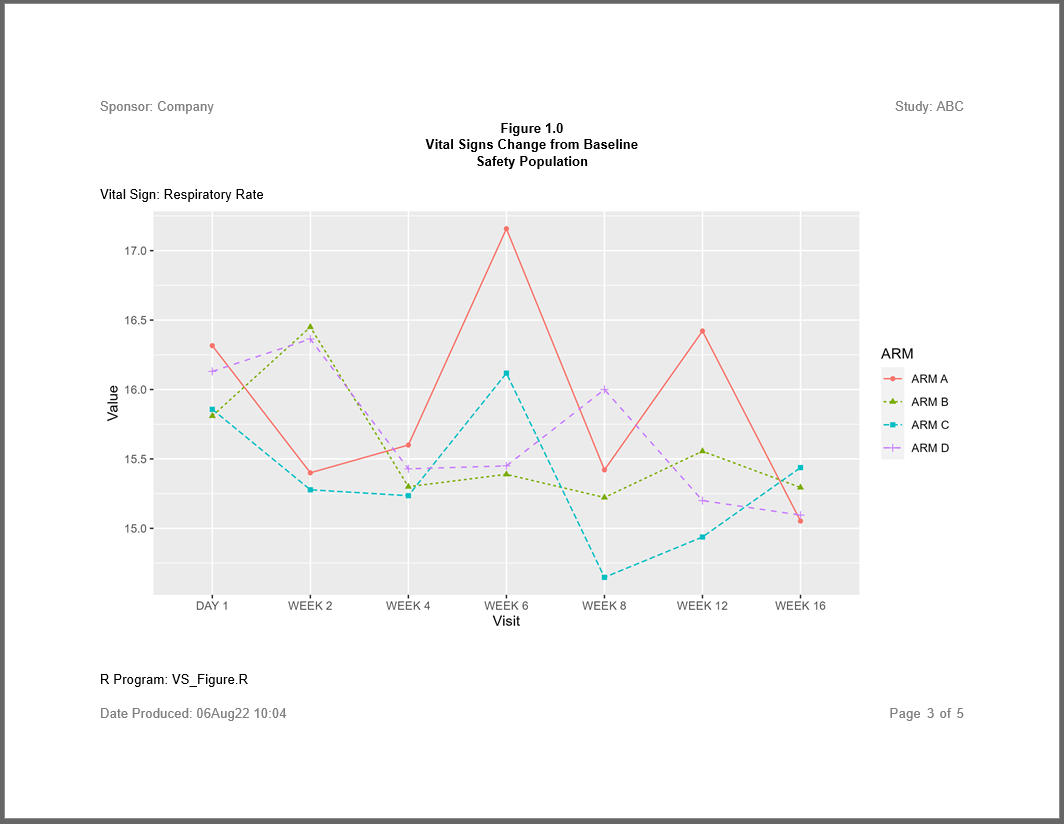 Sponsor: Company
Study: ABC
Figure 1.0
Vital Signs Change from Baseline
Safety Population
Vital Sign: Respiratory Rate
17.0
16.5
16.0
15.5
15.0
Value
DAY 1
WEEK 2
WEEK 4
WEEK 6
WEEK 8
WEEK 12
WEEK 16
Visit
ARM
ARM A
ARM B
ARM C
ARM D
R Program: VS_Figure.R
Date Produced: 06Aug22 10:04
Page 3 of 5